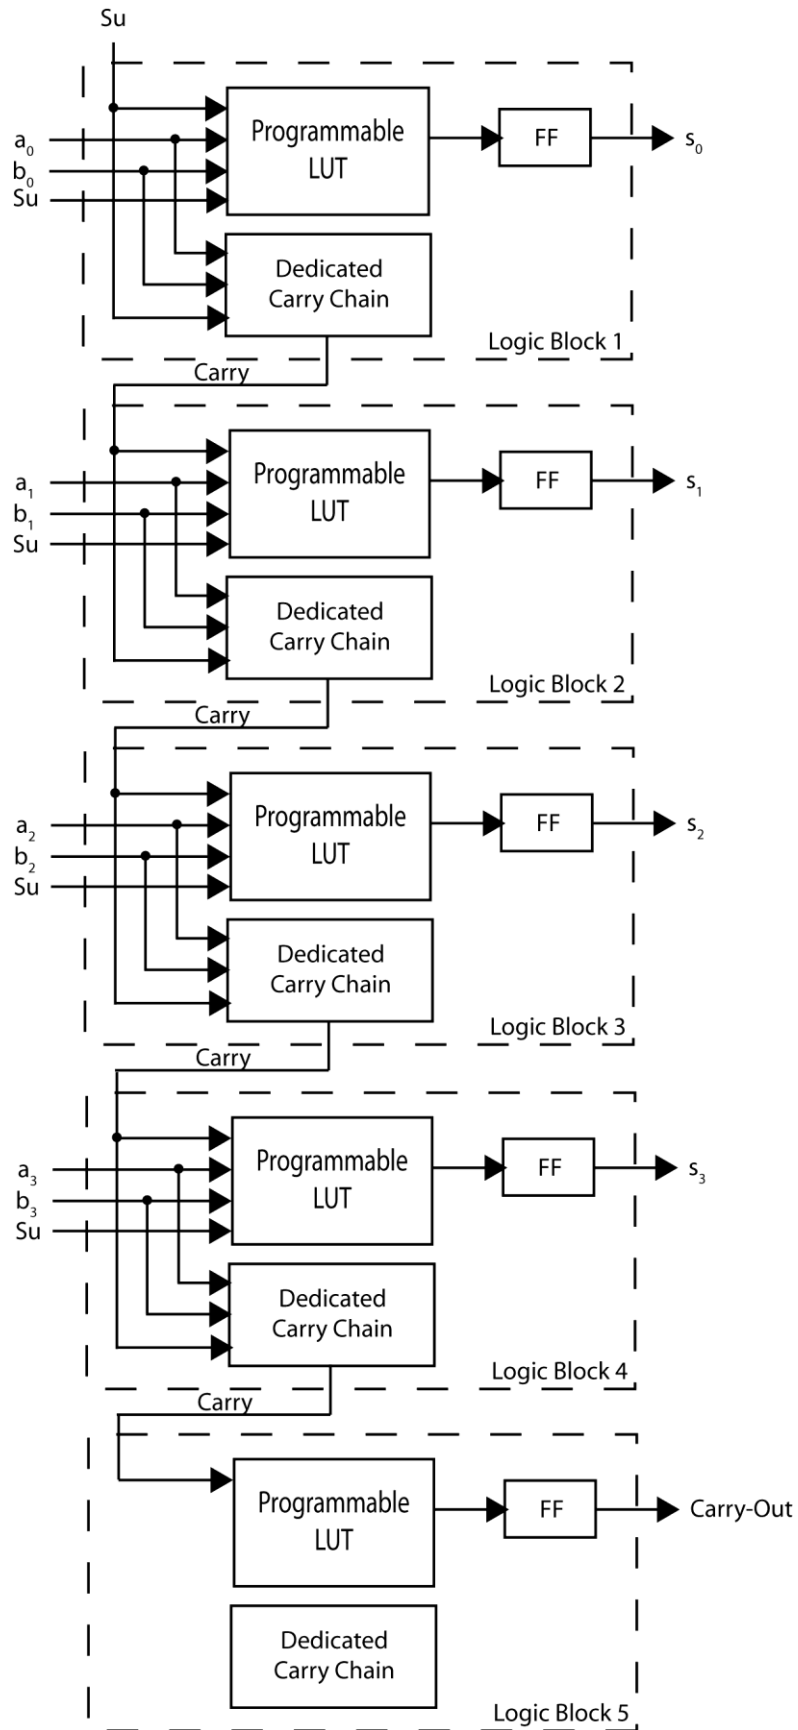 Su
a₀
b₀
Su
Programmable
LUT
FF
s₀
Dedicated
Carry Chain
Logic Block 1
Carry
a₁
b₁
Su
Programmable
LUT
FF
s₁
Dedicated
Carry Chain
Logic Block 2
Carry
a₂
b₂
Su
Programmable
LUT
FF
s₂
Dedicated
Carry Chain
Logic Block 3
Carry
a₃
b₃
Su
Programmable
LUT
FF
s₃
Dedicated
Carry Chain
Logic Block 4
Carry
Programmable
LUT
FF
Carry-Out
Dedicated
Carry Chain
Logic Block 5